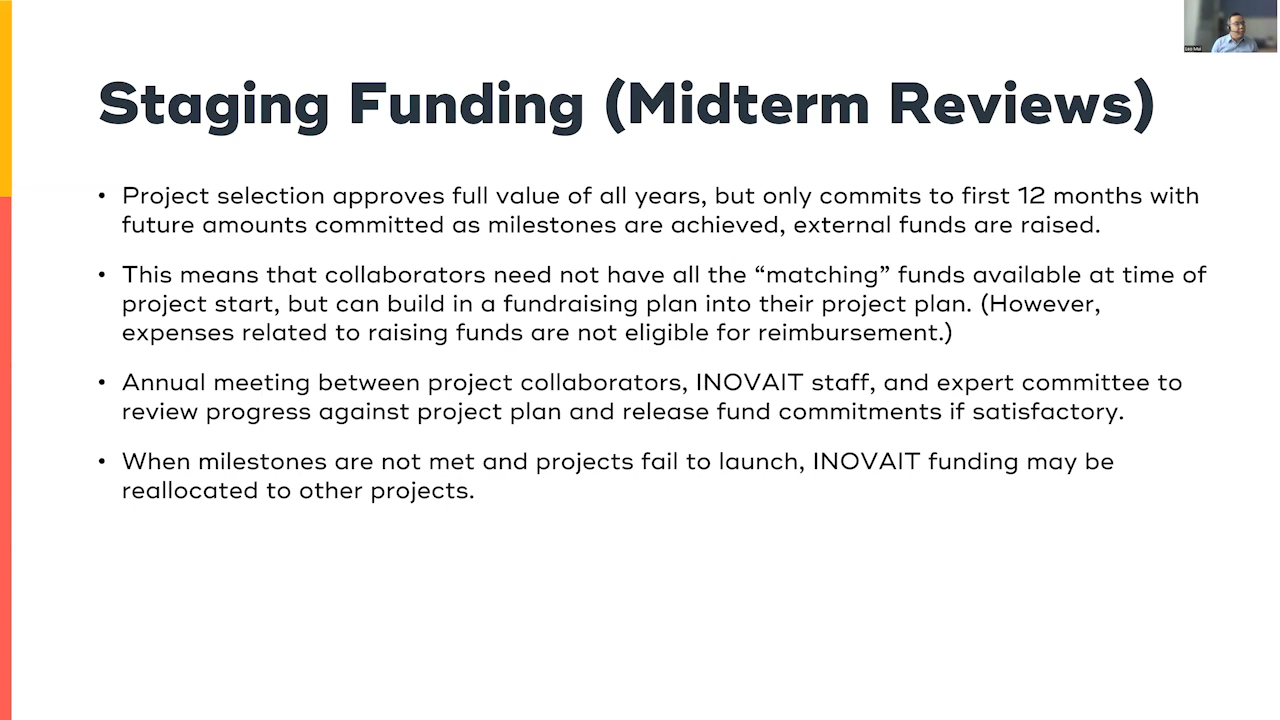 Staging Funding (Midterm Reviews)
• Project selection approves full value of all years, but only commits to first 12 months with
future amounts committed as milestones are achieved, external funds are raised.
• This means that collaborators need not have all the “matching” funds available at time of
project start, but can build in a fundraising plan into their project plan. (However,
expenses related to raising funds are not eligible for reimbursement.)
• Annual meeting between project collaborators, INOVAIT staff, and expert committee to
review progress against project plan and release fund commitments if satisfactory.
• When milestones are not met and projects fail to launch, INOVAIT funding may be
reallocated to other projects.